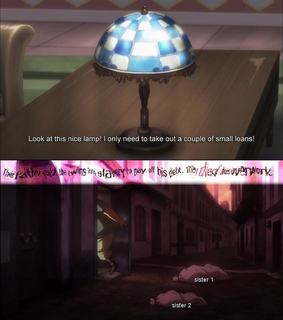 Look at this nice lamp! I only need to take out a couple of small loans!
Their father sold the twins into slavery to pay off his debt. They died overwork.
sister 1
sister 2